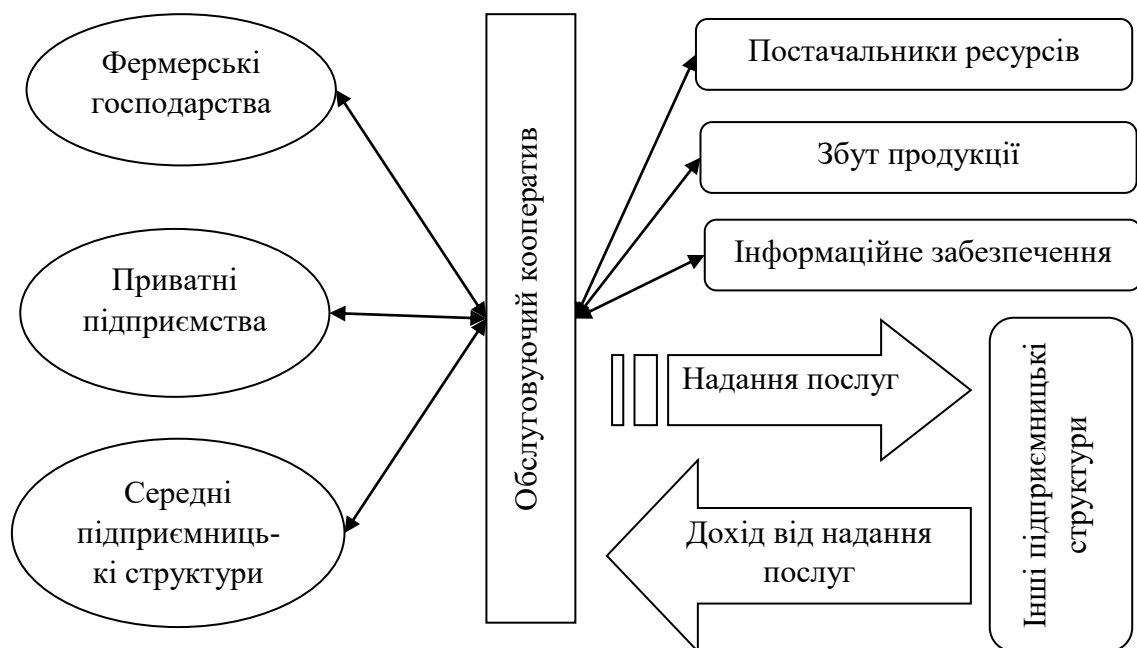 Фермерські
господарства
Приватні
підприємства
Середні
підприємниць-
кі структури
Обслуговуючий кооператив
Постачальники ресурсів
Збут продукції
Інформаційне забезпечення
Надання послуг
Дохід від надання
послуг
Інші підприємницькі
структури